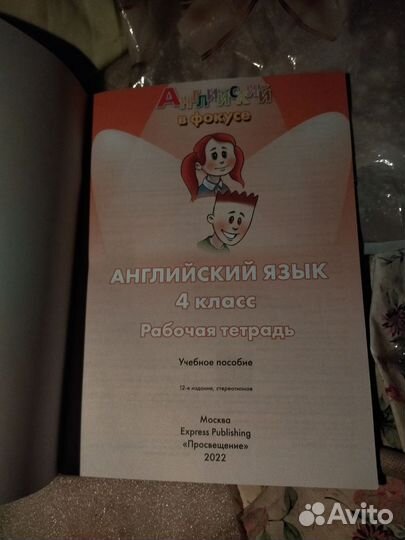 Английский
в фокусе
АНГЛИЙСКИЙ ЯЗЫК
4 класс
Рабочая тетрадь
Учебное пособие
12-е издание, стереотипное
Москва
Express Publishing
«Просвещение»
2022
Avito